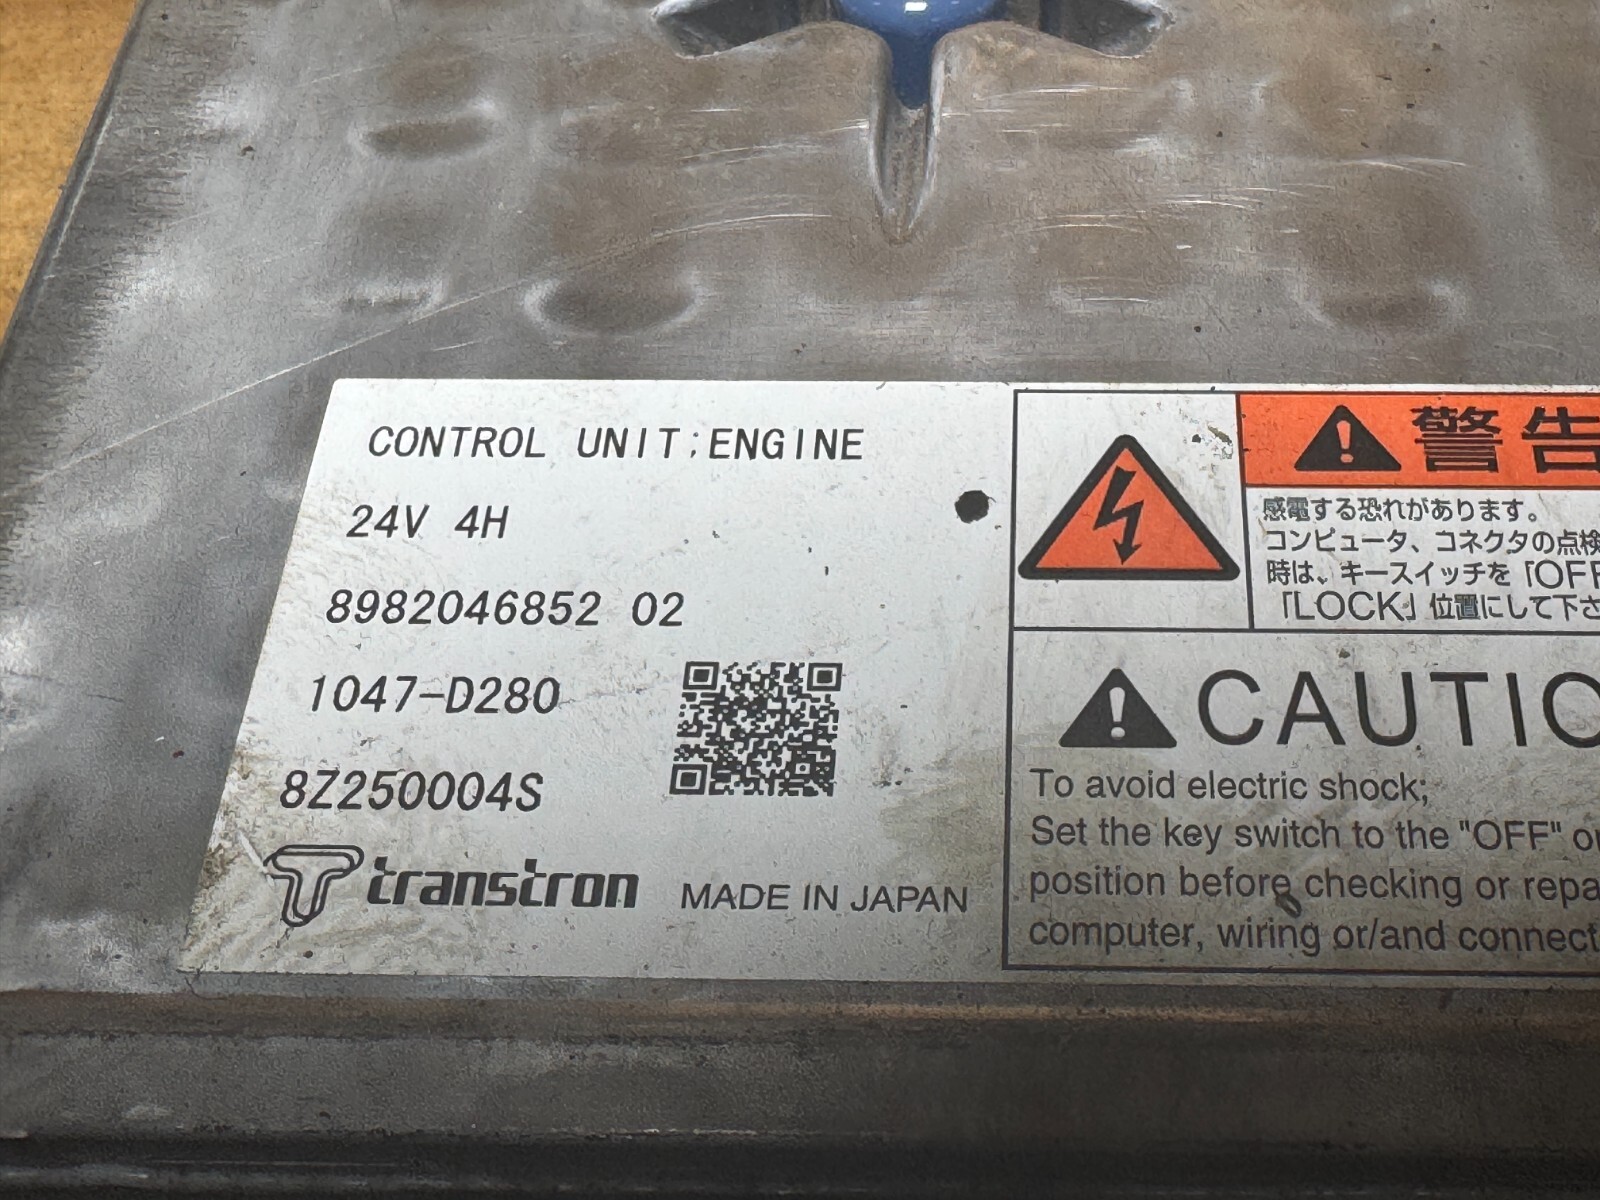 CONTROL UNIT;ENGINE
24V 4H
8982046852 02
1047-D280
8Z250004S
transtron MADE IN JAPAN
警告
感電する恐れがあります。
コンピュータ、コネクタの点検
時は、キースイッチを「OFF
「LOCK」位置にして下さ
CAUTIO
To avoid electric shock;
Set the key switch to the "OFF" or
position before checking or repa
computer, wiring or/and connect